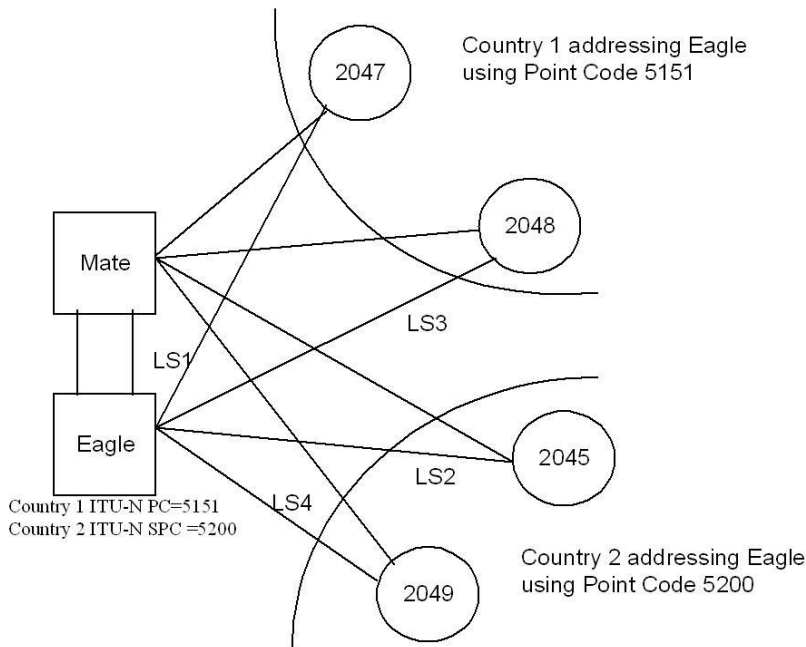 2047
Country 1 addressing Eagle
using Point Code 5151
2048
Mate
LS3
LS1
Eagle
2045
LS2
LS4
Country 1 ITU-N PC=5151
Country 2 ITU-N SPC =5200
Country 2 addressing Eagle
using Point Code 5200
2049